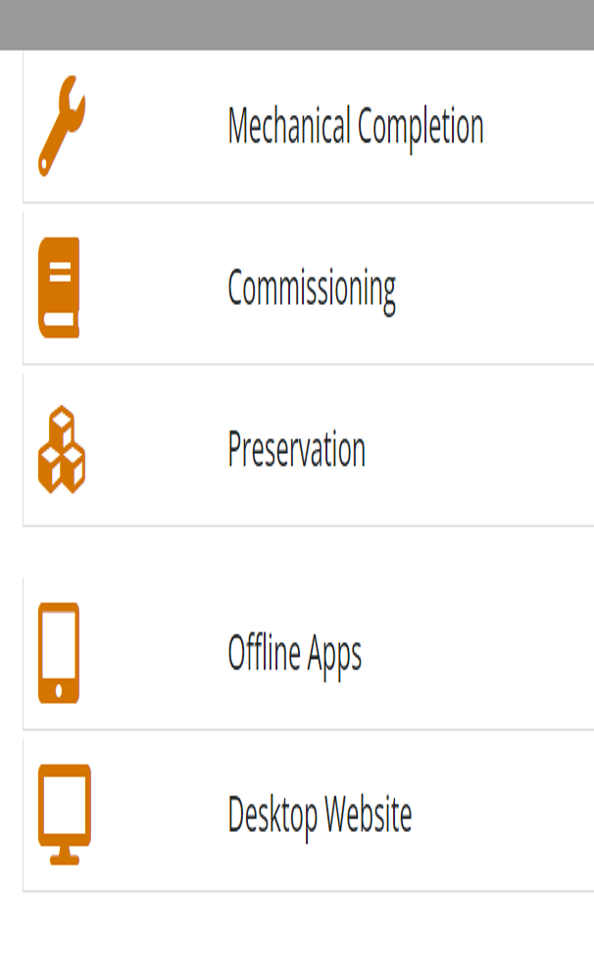 Mechanical Completion
Commissioning
Preservation
Offline Apps
Desktop Website